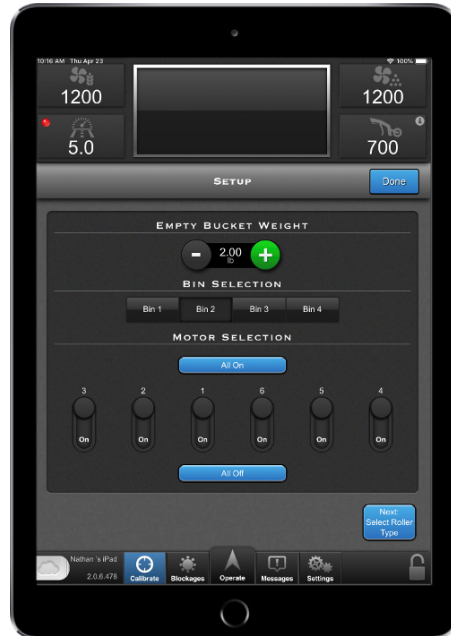 10:16 AM Thu Apr 23
100%
1200
1200
5.0
700
SETUP
Done
EMPTY BUCKET WEIGHT
- 2.00 +
lb
BIN SELECTION
Bin 1 Bin 2 Bin 3 Bin 4
MOTOR SELECTION
All On
3 2 1 6 5 4
On On On On On On
All Off
Next:
Select Roller
Type
Nathan 's iPad
2.0.6.478
Calibrate Blockages Operate Messages Settings